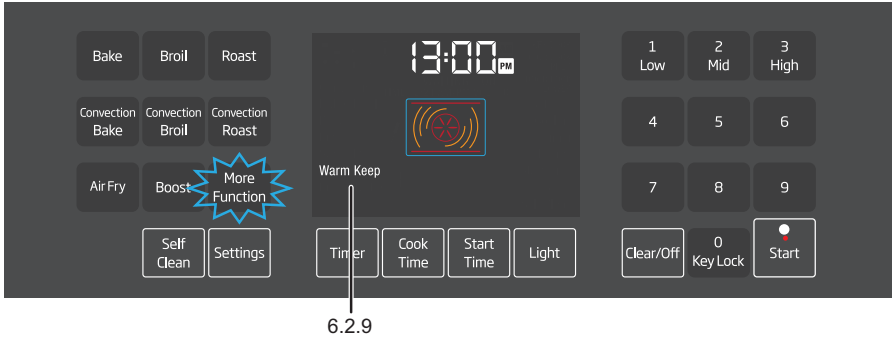 Bake
Broil
Roast
13:00 PM
1
Low
2
Mid
3
High
Convection
Bake
Convection
Broil
Convection
Roast
4
5
6
Air Fry
Boost
More
Function
Warm Keep
7
8
9
Self
Clean
Settings
Timer
Cook
Time
Start
Time
Light
Clear/Off
0
Key Lock
Start
6.2.9